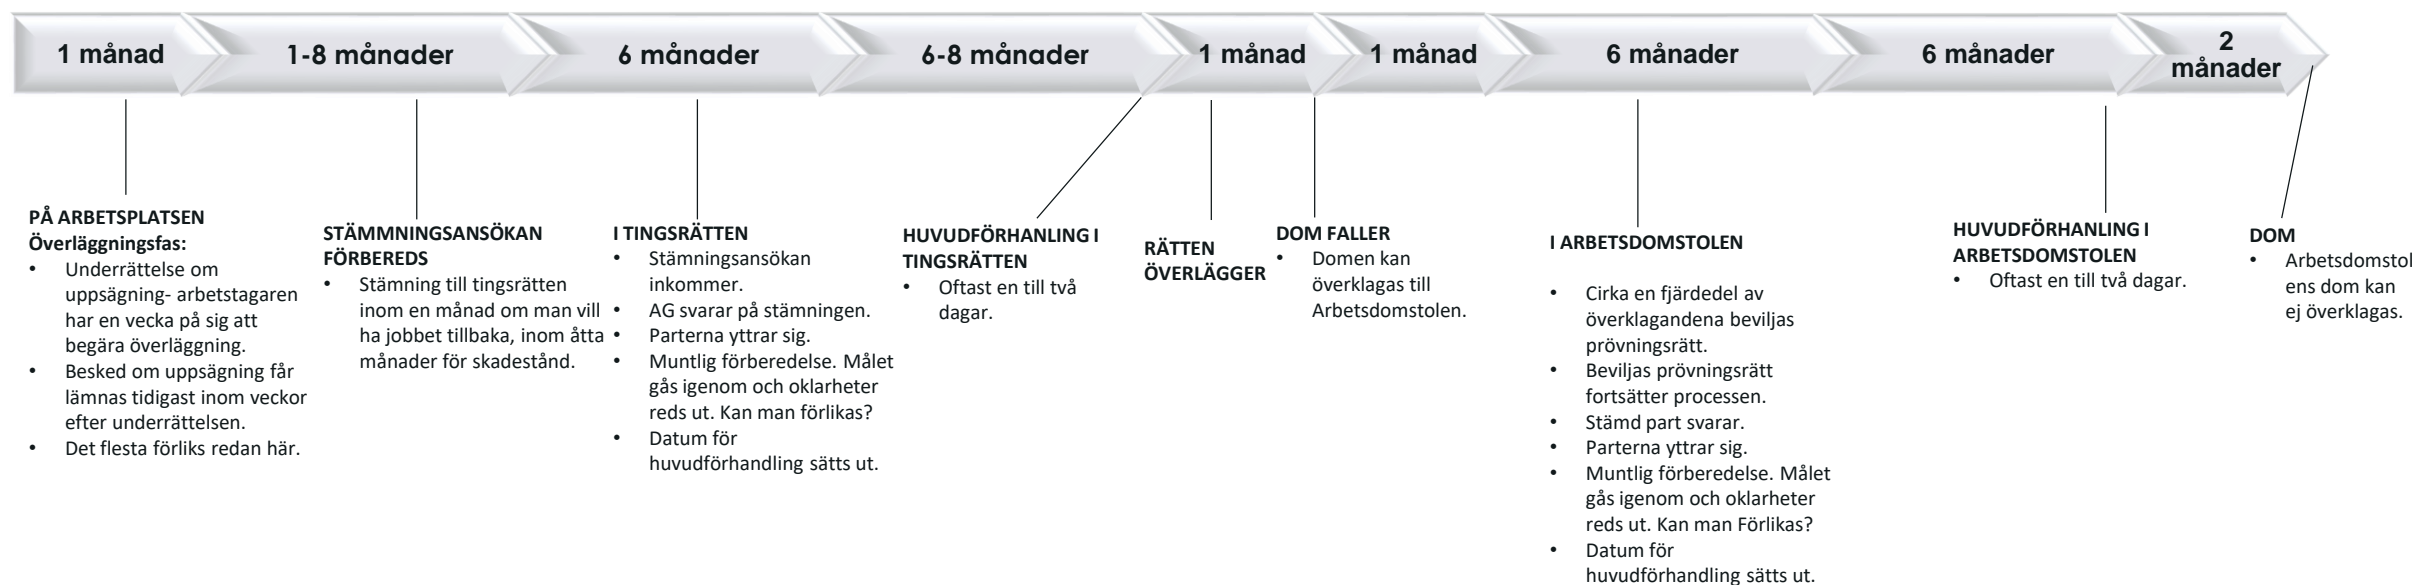 1 månad
1-8 månader
6 månader
6-8 månader
1 månad
1 månad
6 månader
6 månader
2
månader
PÅ ARBETSPLATSEN
Överläggningsfas:
• Underrättelse om
uppsägning- arbetstagaren
har en vecka på sig att
begära överläggning.
• Besked om uppsägning får
lämnas tidigast inom veckor
efter underrättelsen.
• Det flesta förliks redan här.
STÄMMNINGSANSÖKAN
FÖRBEREDS
• Stämning till tingsrätten
inom en månad om man vill
ha jobbet tillbaka, inom åtta
månader för skadestånd.
I TINGSRÄTTEN
• Stämningsansökan
inkommer.
• AG svarar på stämningen.
• Parterna yttrar sig.
• Muntlig förberedelse. Målet
gås igenom och oklarheter
reds ut. Kan man förlikas?
• Datum för
huvudförhandling sätts ut.
HUVUDFÖRHANLING I
TINGSRÄTTEN
• Oftast en till två
dagar.
RÄTTEN
ÖVERLÄGGER
DOM FALLER
• Domen kan
överklagas till
Arbetsdomstolen.
I ARBETSDOMSTOLEN
• Cirka en fjärdedel av
överklagandena beviljas
prövningsrätt.
• Beviljas prövningsrätt
fortsätter processen.
• Stämd part svarar.
• Parterna yttrar sig.
• Muntlig förberedelse. Målet
gås igenom och oklarheter
reds ut. Kan man Förlikas?
• Datum för
huvudförhandling sätts ut.
HUVUDFÖRHANLING I
ARBETSDOMSTOLEN
• Oftast en till två dagar.
DOM
• Arbetsdomstol
ens dom kan
ej överklagas.